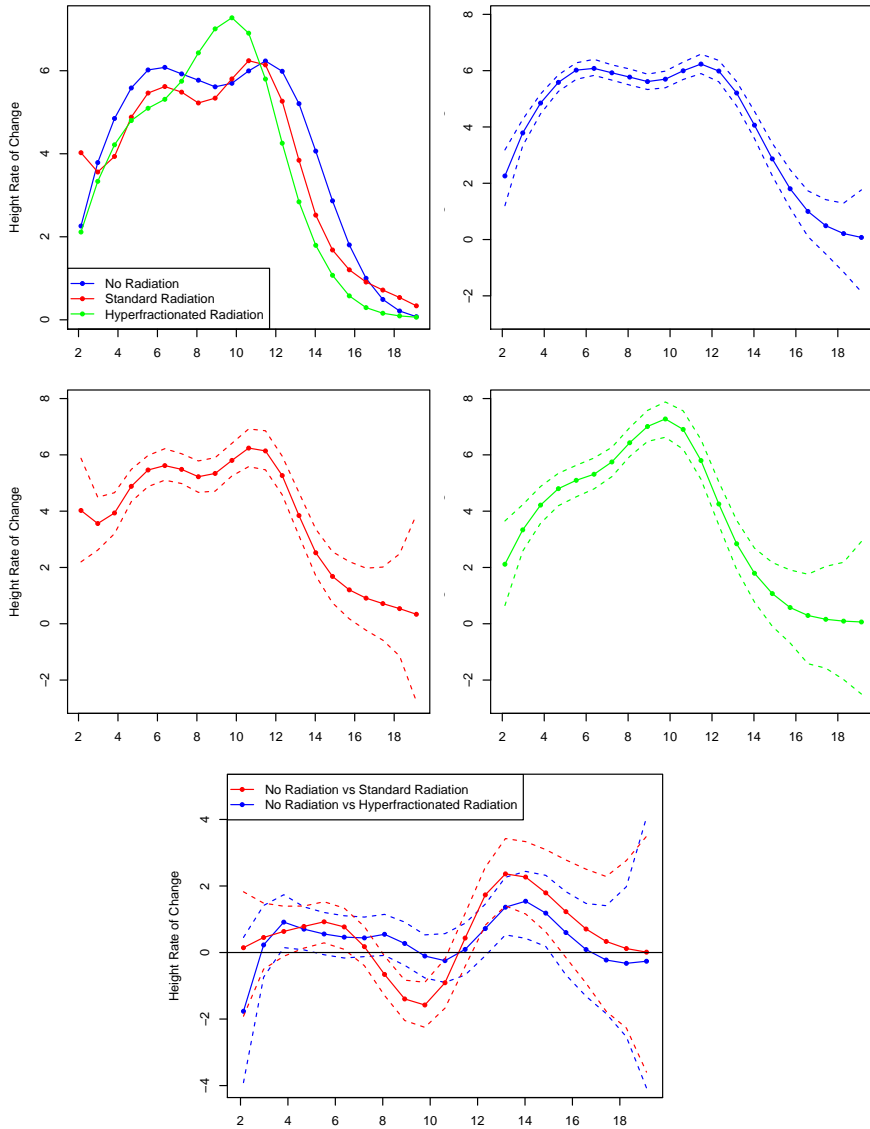 Height Rate of Change
0 2 4 6
No Radiation
Standard Radiation
Hyperfractionated Radiation
2 4 6 8 10 12 14 16 18
−2 0 2 4 6 8
2 4 6 8 10 12 14 16 18
Height Rate of Change
−2 0 2 4 6 8
2 4 6 8 10 12 14 16 18
−2 0 2 4 6 8
2 4 6 8 10 12 14 16 18
Height Rate of Change
−4 −2 0 2 4
No Radiation vs Standard Radiation
No Radiation vs Hyperfractionated Radiation
2 4 6 8 10 12 14 16 18